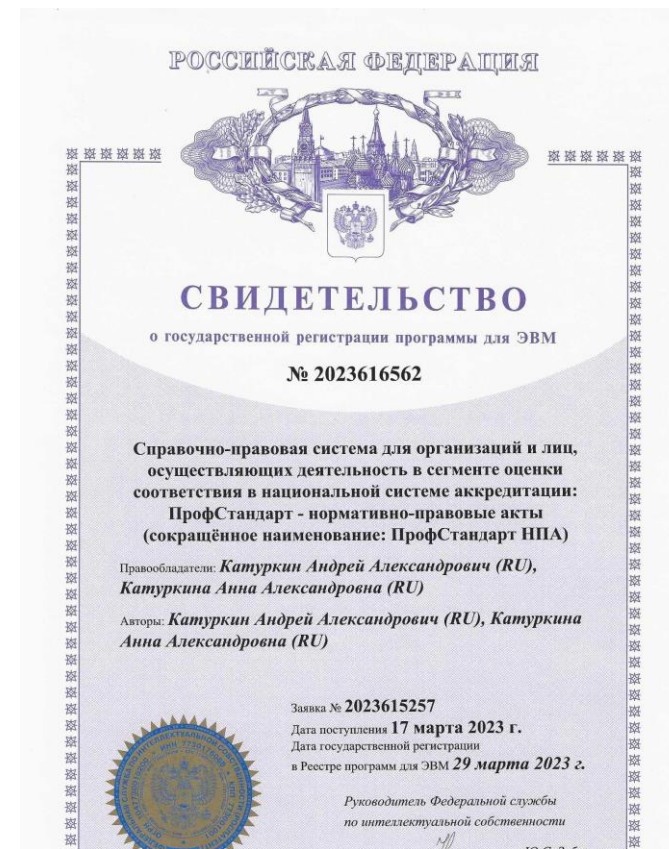 РОССИЙСКАЯ ФЕДЕРАЦИЯ
СВИДЕТЕЛЬСТВО
о государственной регистрации программы для ЭВМ
№ 2023616562
Справочно-правовая система для организаций и лиц,
осуществляющих деятельность в сегменте оценки
соответствия в национальной системе аккредитации:
ПрофСтандарт - нормативно-правовые акты
(сокращённое наименование: ПрофСтандарт НПА)
Правообладатели: Катуркин Андрей Александрович (RU),
Катуркина Анна Александровна (RU)
Авторы: Катуркин Андрей Александрович (RU), Катуркина
Анна Александровна (RU)
Заявка № 2023615257
Дата поступления 17 марта 2023 г.
Дата государственной регистрации
в Реестре программ для ЭВМ 29 марта 2023 г.
Руководитель Федеральной службы
по интеллектуальной собственности